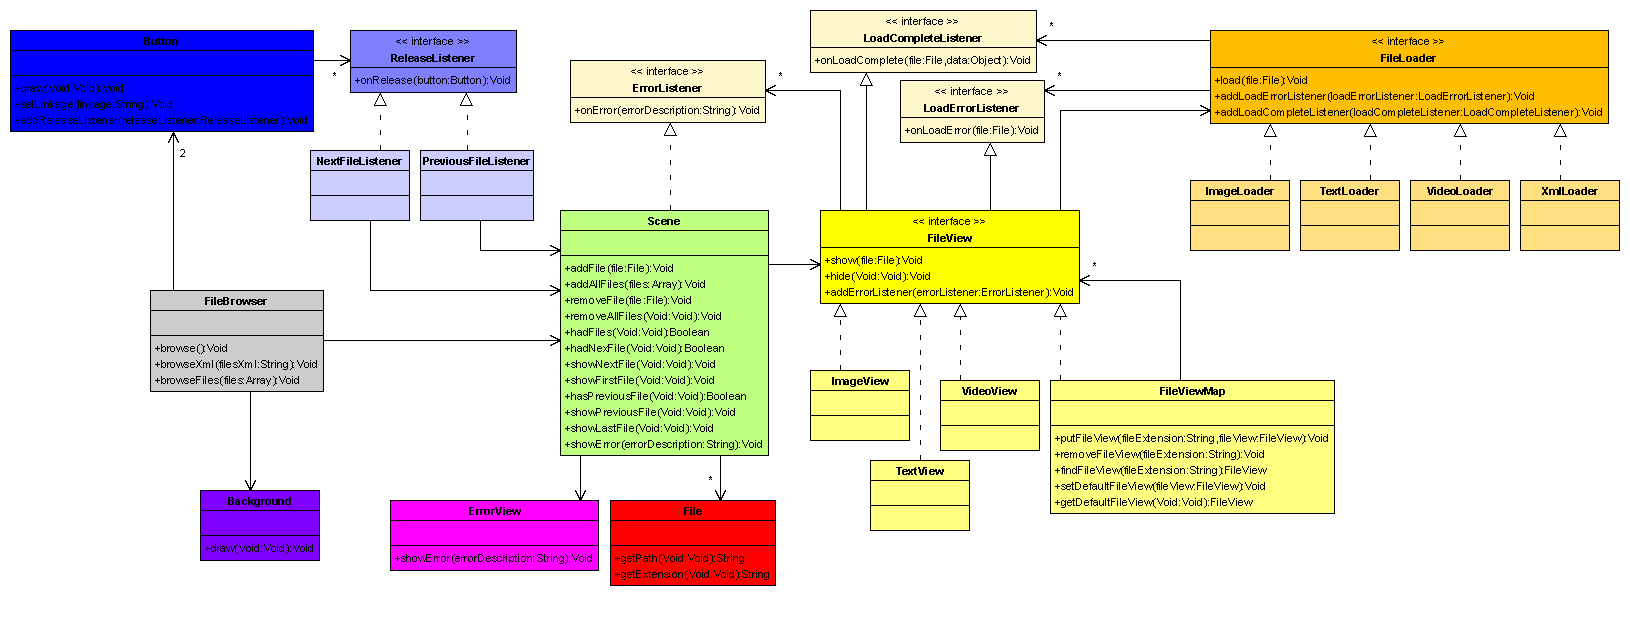 Button
+draw(void:Void):void
+setLinkage(linkage:String):Void
+addReleaseListener(releaseListener:ReleaseListener):Void
*
2
<< interface >>
ReleaseListener
+onRelease(button:Button):Void
NextFileListener
PreviousFileListener
<< interface >>
ErrorListener
+onError(errorDescription:String):Void
*
<< interface >>
LoadCompleteListener
+onLoadComplete(file:File,data:Object):Void
*
<< interface >>
LoadErrorListener
+onLoadError(file:File):Void
*
<< interface >>
FileLoader
+load(file:File):Void
+addLoadErrorListener(loadErrorListener:LoadErrorListener):Void
+addLoadCompleteListener(loadCompleteListener:LoadCompleteListener):Void
ImageLoader
TextLoader
VideoLoader
XmlLoader
Scene
+addFile(file:File):Void
+addAllFiles(files:Array):Void
+removeFile(file:File):Void
+removeAllFiles(Void:Void):Void
+hadFiles(Void:Void):Boolean
+hadNexFile(Void:Void):Boolean
+showNextFile(Void:Void):Void
+showFirstFile(Void:Void):Void
+hasPreviousFile(Void:Void):Boolean
+showPreviousFile(Void:Void):Void
+showLastFile(Void:Void):Void
+showError(errorDescription:String):Void
*
<< interface >>
FileView
+show(file:File):Void
+hide(Void:Void):Void
+addErrorListener(errorListener:ErrorListener):Void
*
FileBrowser
+browse():Void
+browseXml(filesXml:String):Void
+browseFiles(files:Array):Void
ImageView
VideoView
TextView
FileViewMap
+putFileView(fileExtension:String,fileView:FileView):Void
+removeFileView(fileExtension:String):Void
+findFileView(fileExtension:String):FileView
+setDefaultFileView(fileView:FileView):Void
+getDefaultFileView(Void:Void):FileView
Background
+draw(Void:Void):Void
ErrorView
+showError(errorDescription:String):Void
File
+getPath(Void:Void):String
+getExtension(Void:Void):String